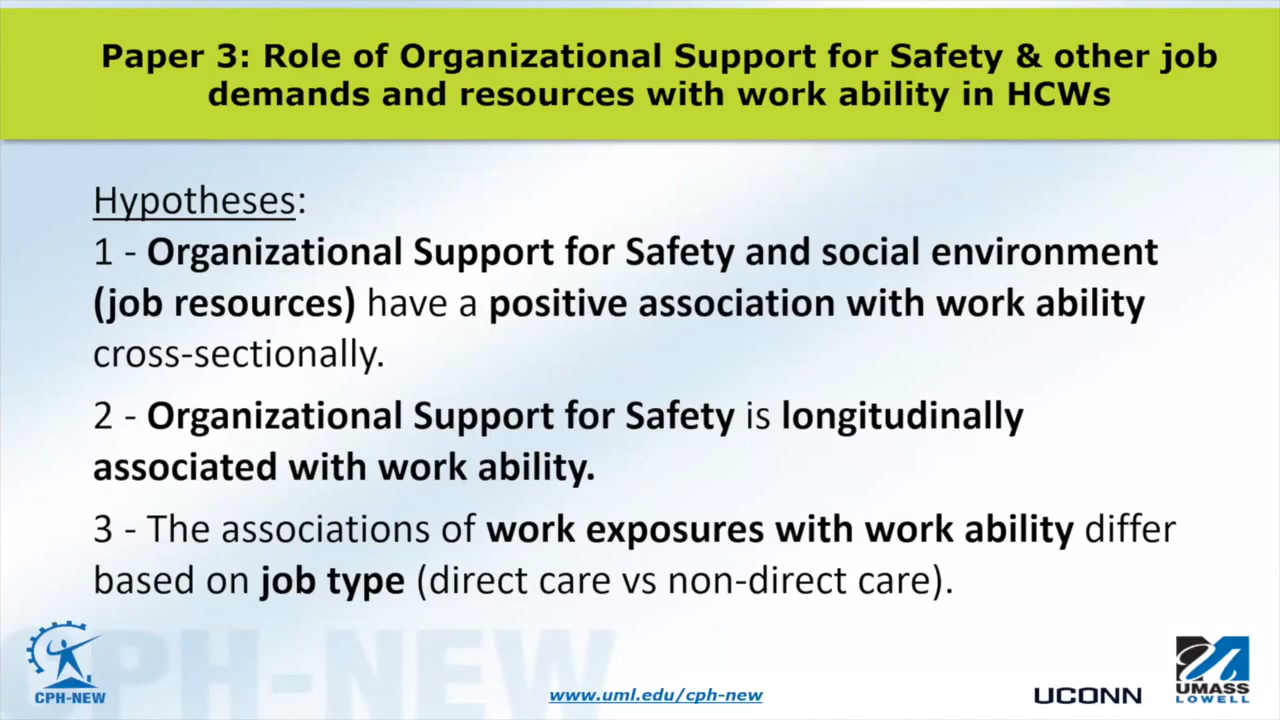 Paper 3: Role of Organizational Support for Safety & other job
demands and resources with work ability in HCWs
Hypotheses:
1 - Organizational Support for Safety and social environment
(job resources) have a positive association with work ability
cross-sectionally.
2 - Organizational Support for Safety is longitudinally
associated with work ability.
3 - The associations of work exposures with work ability differ
based on job type (direct care vs non-direct care).
CPH-NEW
CPH-NEW
www.uml.edu/cph-new
UCONN
UMASS
LOWELL